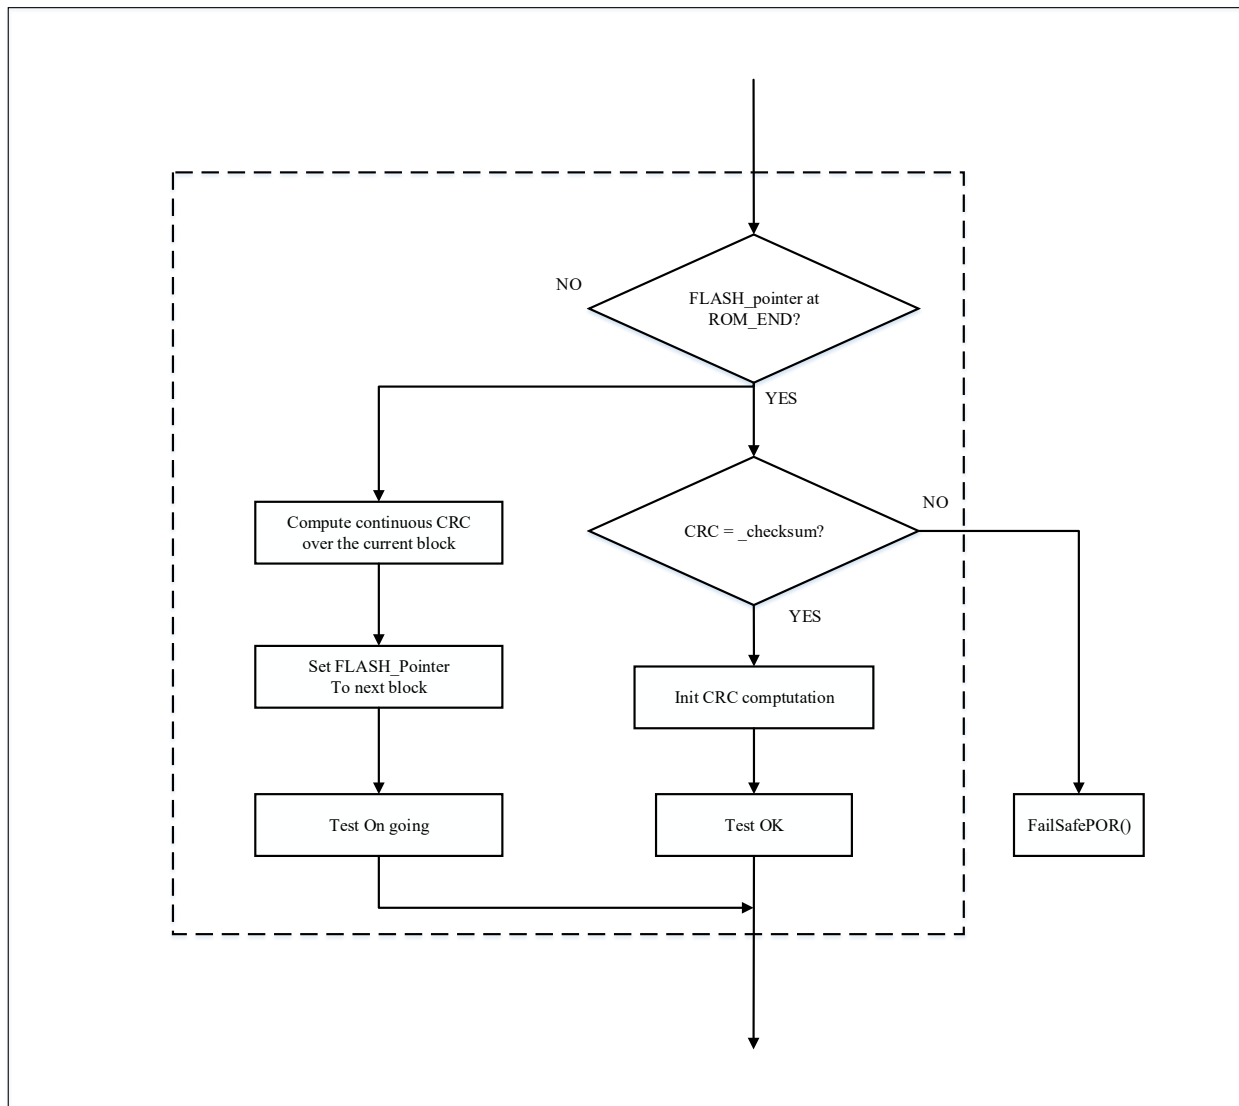 NO
FLASH_pointer at
ROM_END?
YES
Compute continuous CRC
over the current block
CRC = _checksum?
NO
YES
Set FLASH_Pointer
To next block
Init CRC comptutation
Test On going
Test OK
FailSafePOR()